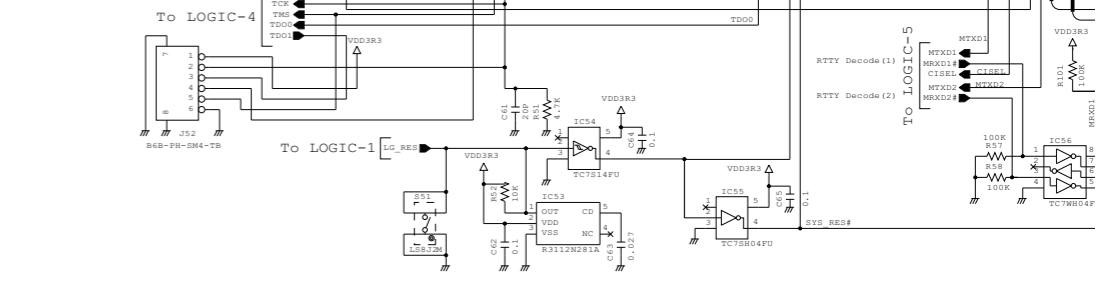 TCK
To LOGIC-4
TMS
TDO0
TDO1
TDO0
VDD3R3
7
1
2
3
4
5
6
8
J52
B6B-PH-SM4-TB
C61
20P
R51
4.7K
VDD3R3
IC54
1
2
3
5
4
TC7S14FU
C64
0.1
To LOGIC-1
LG_RES
VDD3R3
R52
10K
S51
LS8J2M
C62
0.1
IC53
1
OUT
CD
5
2
VDD
3
VSS
NC
4
R3112N281A
C63
0.027
VDD3R3
IC55
1
2
3
5
4
TC7SH04FU
C65
0.1
SYS_RES#
To LOGIC-5
RTTY Decode(1)
RTTY Decode(2)
MTXD1
MTXD1
MRXD1#
CISEL
CISEL
MTXD2
MTXD2
MRXD2#
VDD3R3
R101
100K
MRXD1
100K
R57
R58
100K
IC56
1
2
3
4
8
7
6
5
TC7WH04F